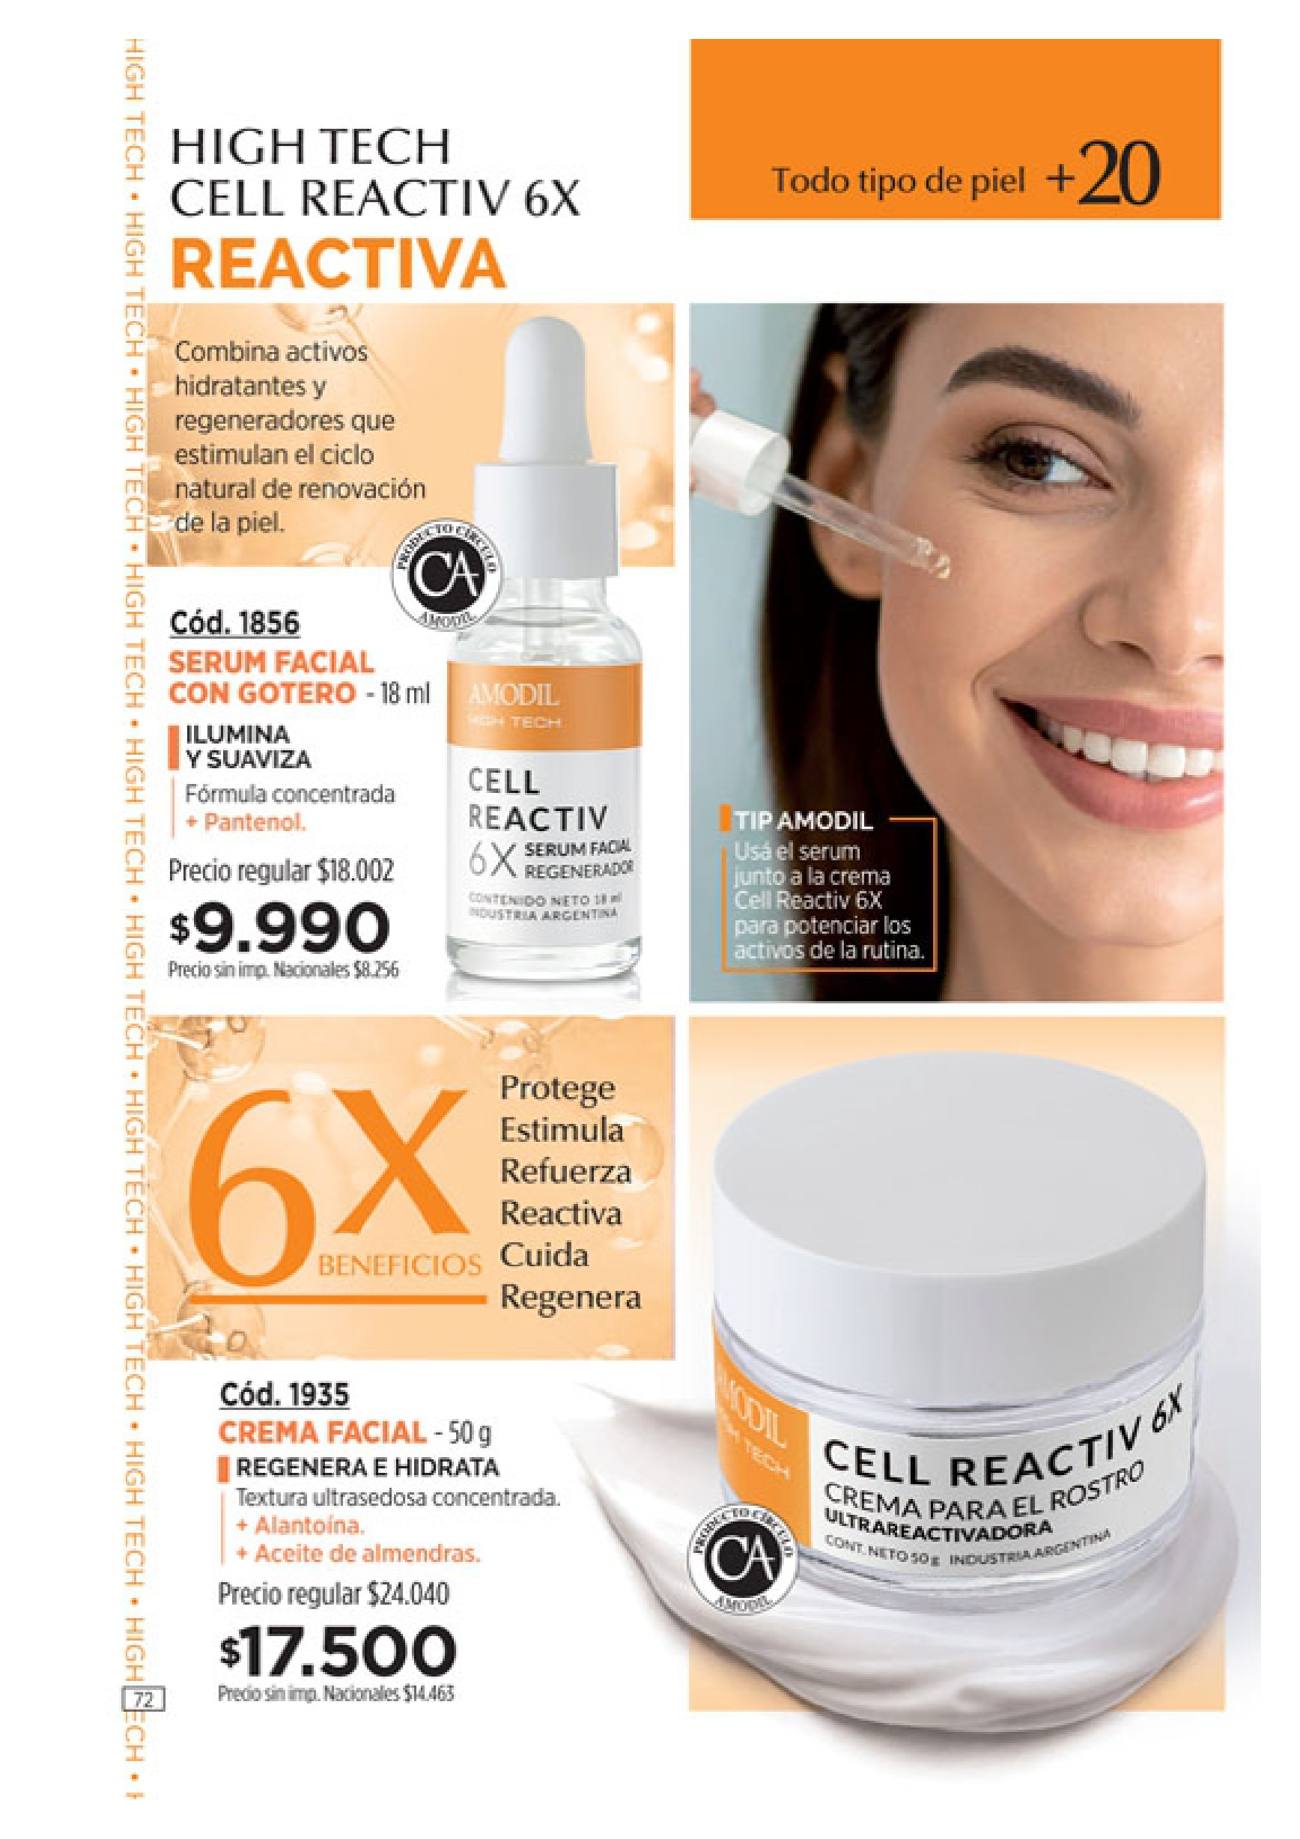 HIGH TECH • HIGH TECH • HIGH TECH • HIGH TECH • HIGH TECH • HIGH TECH • HIGH TECH • HIGH TECH • HIGH TECH • HIGH TECH •
HIGH TECH
CELL REACTIV 6X
REACTIVA
Todo tipo de piel +20
Combina activos
hidratantes y
regeneradores que
estimulan el ciclo
natural de renovación
de la piel.
PRODUCTO CÍRCULO
CA
AMODIL
Cód. 1856
SERUM FACIAL
CON GOTERO - 18 ml
ILUMINA
Y SUAVIZA
Fórmula concentrada
+ Pantenol.
Precio regular $18.002
$9.990
Precio sin imp. Nacionales $8.256
AMODIL
HIGH TECH
CELL
REACTIV
6X SERUM FACIAL
REGENERADOR
CONTENIDO NETO 18 ml
INDUSTRIA ARGENTINA
TIP AMODIL
Usá el serum
junto a la crema
Cell Reactiv 6X
para potenciar los
activos de la rutina.
6X
BENEFICIOS
Protege
Estimula
Refuerza
Reactiva
Cuida
Regenera
Cód. 1935
CREMA FACIAL - 50 g
REGENERA E HIDRATA
Textura ultrasedosa concentrada.
+ Alantoína.
+ Aceite de almendras.
Precio regular $24.040
$17.500
Precio sin imp. Nacionales $14.463
AMODIL
HIGH TECH
CELL REACTIV 6X
CREMA PARA EL ROSTRO
ULTRAREACTIVADORA
CONT. NETO 50 g INDUSTRIA ARGENTINA
PRODUCTO CÍRCULO
CA
AMODIL
72